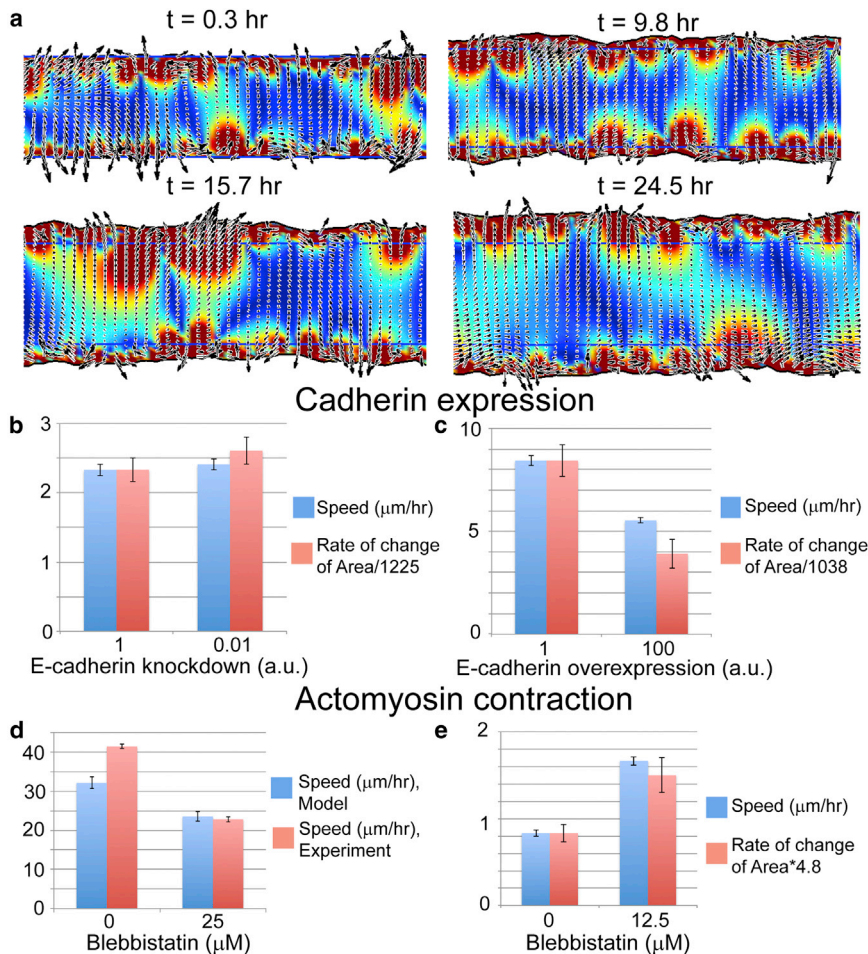 a
t = 0.3 hr
t = 9.8 hr
t = 15.7 hr
t = 24.5 hr
Cadherin expression
b
3
2
1
0
1
0.01
E-cadherin knockdown (a.u.)
Speed (μm/hr)
Rate of change
of Area/1225
c
10
5
0
1
100
E-cadherin overexpression (a.u.)
Speed (μm/hr)
Rate of change
of Area/1038
Actomyosin contraction
d
40
30
20
10
0
0
25
Blebbistatin (μM)
Speed (μm/hr),
Model
Speed (μm/hr),
Experiment
e
2
1
0
0
12.5
Blebbistatin (μM)
Speed (μm/hr)
Rate of change
of Area*4.8